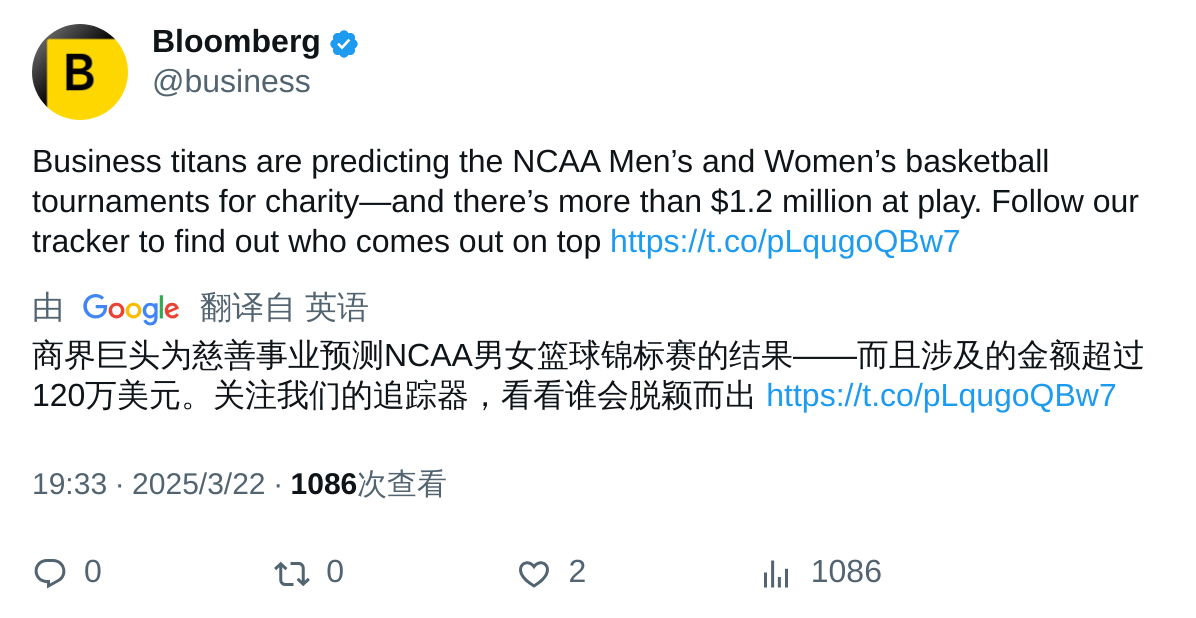 B
Bloomberg
@business
Business titans are predicting the NCAA Men’s and Women’s basketball
tournaments for charity—and there’s more than $1.2 million at play. Follow our
tracker to find out who comes out on top https://t.co/pLqugoQBw7
由 Google 翻译自 英语
商界巨头为慈善事业预测NCAA男女篮球锦标赛的结果——而且涉及的金额超过
120万美元。关注我们的追踪器，看看谁会脱颖而出 https://t.co/pLqugoQBw7
19:33 · 2025/3/22 · 1086次查看
0 0 2 1086